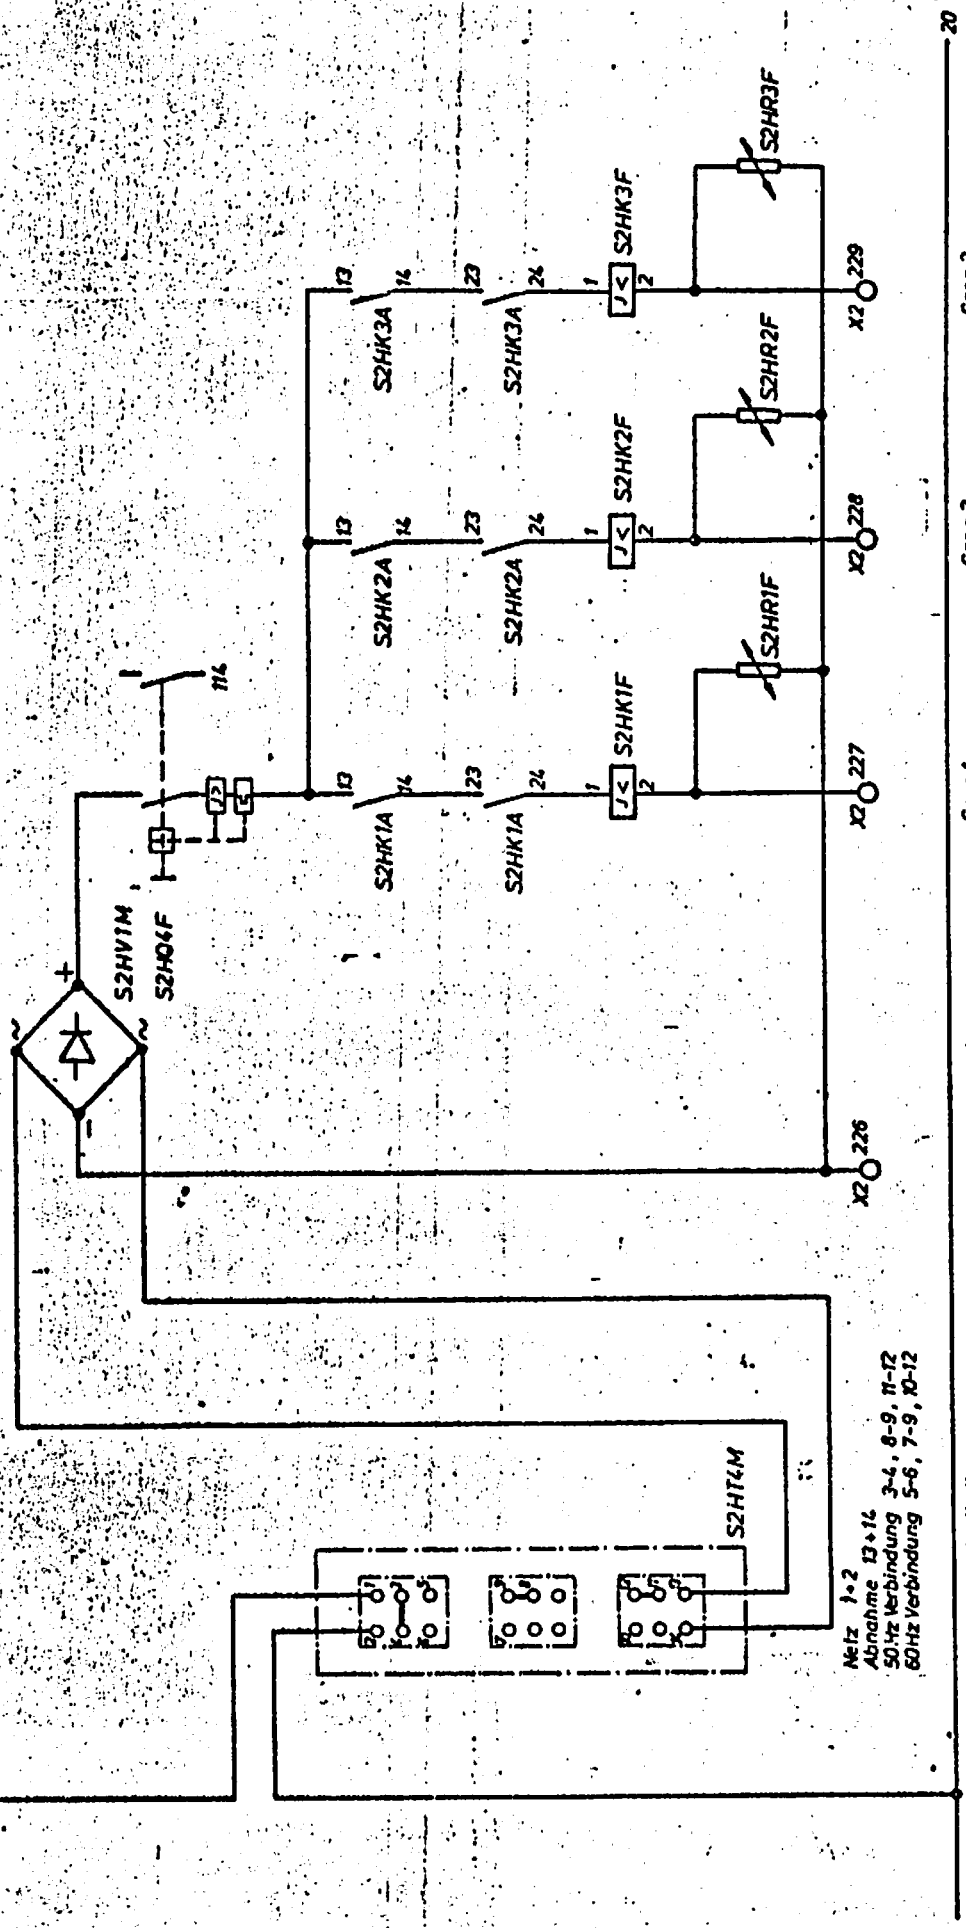 20
~
+
~
-
S2HV1M
S2HQ4F
114
J>
13
14
S2HK1A
23
24
S2HK1A
1
J<
2
S2HK1F
S2HR1F
X2
227
13
14
S2HK2A
23
24
S2HK2A
1
J<
2
S2HK2F
S2HR2F
X2
228
13
14
S2HK3A
23
24
S2HK3A
1
J<
2
S2HK3F
S2HR3F
X2
229
X2
226
S2HT4M
Netz 1+2
Abnahme 13+14
50Hz Verbindung 3-4, 8-9, 11-12
60Hz Verbindung 5-6, 7-9, 10-12